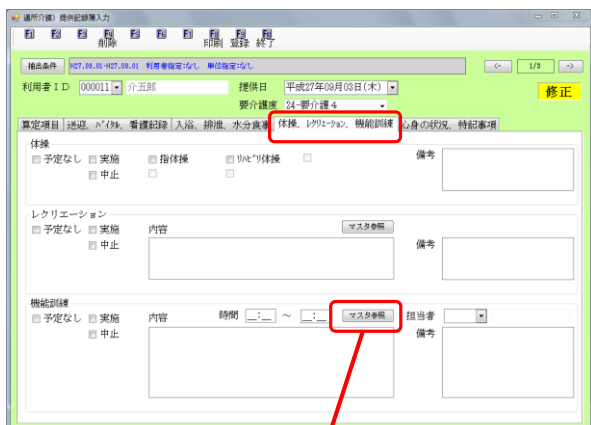 通所介護）提供記録簿入力
F1 F2 F3 F4 F5 F6 F7 F8 F9 F0
削除 印刷 登録 終了
抽出条件 H27.09.01-H27.09.01 利用者指定:なし 単位指定:なし <- 1/3 ->
利用者ＩＤ 000011 介五郎 提供日 平成27年09月03日(木) 修正
要介護度 24-要介護４
算定項目 送迎、ﾊﾞｲﾀﾙ、看護記録 入浴、排泄、水分食事 体操、ﾚｸﾘｴｰｼｮﾝ、機能訓練 心身の状況、特記事項
体操
予定なし 実施 指体操 ﾘﾊﾋﾞﾘ体操 備考
中止
レクリエーション
予定なし 実施 内容 マスタ参照
中止 備考
機能訓練
予定なし 実施 内容 時間 __:__ ～ __:__ マスタ参照 担当者
中止 備考